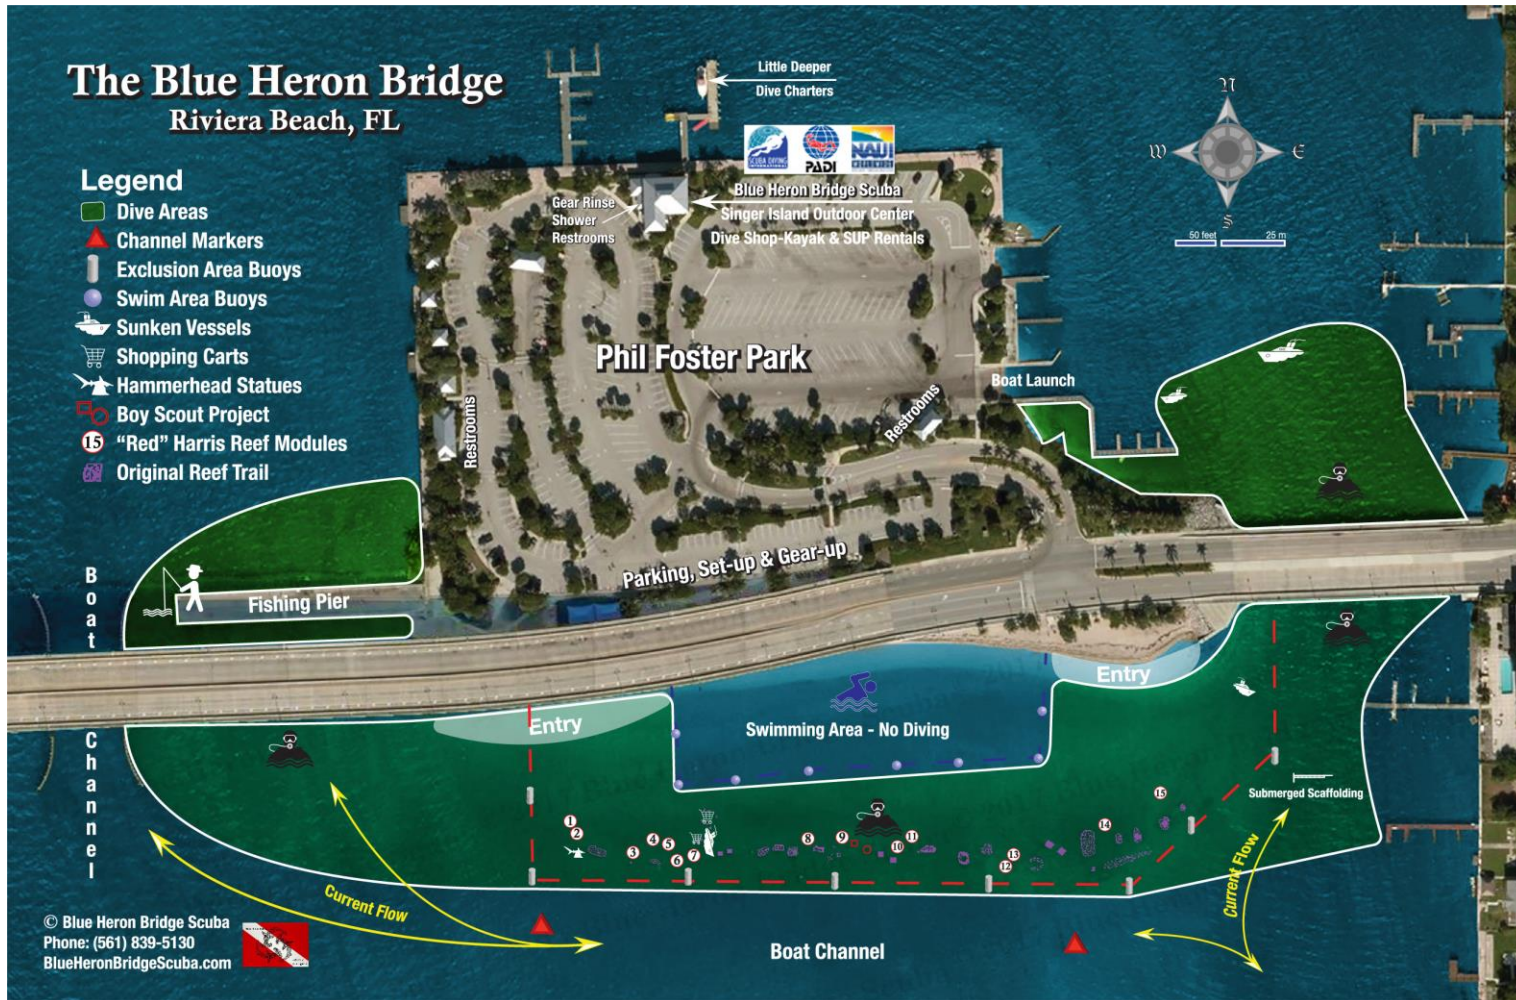 The Blue Heron Bridge
Riviera Beach, FL
Legend
Dive Areas
Channel Markers
Exclusion Area Buoys
Swim Area Buoys
Sunken Vessels
Shopping Carts
Hammerhead Statues
Boy Scout Project
15 “Red” Harris Reef Modules
Original Reef Trail
Little Deeper
Dive Charters
SCUBA DIVING
INTERNATIONAL
PADI
NAUI
Blue Heron Bridge Scuba
Singer Island Outdoor Center
Dive Shop-Kayak & SUP Rentals
Gear Rinse
Shower
Restrooms
N
W
E
S
50 feet
25 m
Phil Foster Park
Boat Launch
Restrooms
Restrooms
Parking, Set-up & Gear-up
Fishing Pier
Boat
Channel
Entry
Entry
Swimming Area - No Diving
Submerged Scaffolding
1
2
3
4
5
6
7
8
9
10
11
12
13
14
15
Current Flow
Current Flow
Boat Channel
© Blue Heron Bridge Scuba
Phone: (561) 839-5130
BlueHeronBridgeScuba.com